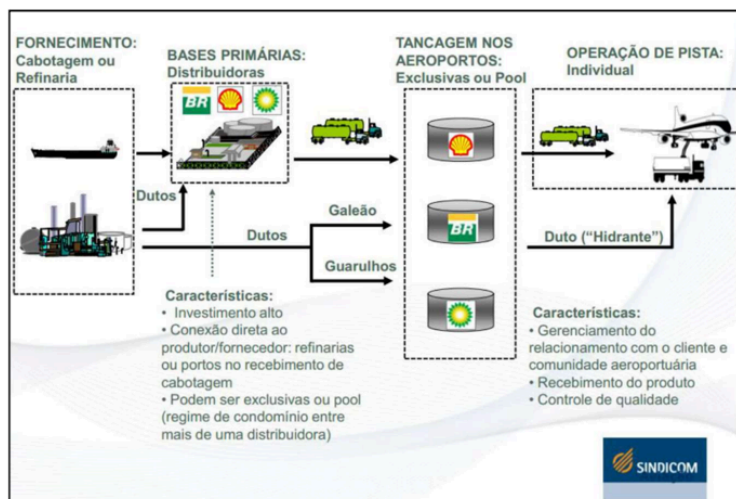 FORNECIMENTO:
Cabotagem ou
Refinaria
BASES PRIMÁRIAS:
Distribuidoras
TANCAGEM NOS
AEROPORTOS:
Exclusivas ou Pool
OPERAÇÃO DE PISTA:
Individual
BR
Dutos
Dutos
Galeão
Guarulhos
BR
Duto (“Hidrante”)
Características:
• Investimento alto
• Conexão direta ao
produtor/fornecedor: refinarias
ou portos no recebimento de
cabotagem
• Podem ser exclusivas ou pool
(regime de condomínio entre
mais de uma distribuidora)
Características:
• Gerenciamento do
relacionamento com o cliente e
comunidade aeroportuária
• Recebimento do produto
• Controle de qualidade
SINDICOM